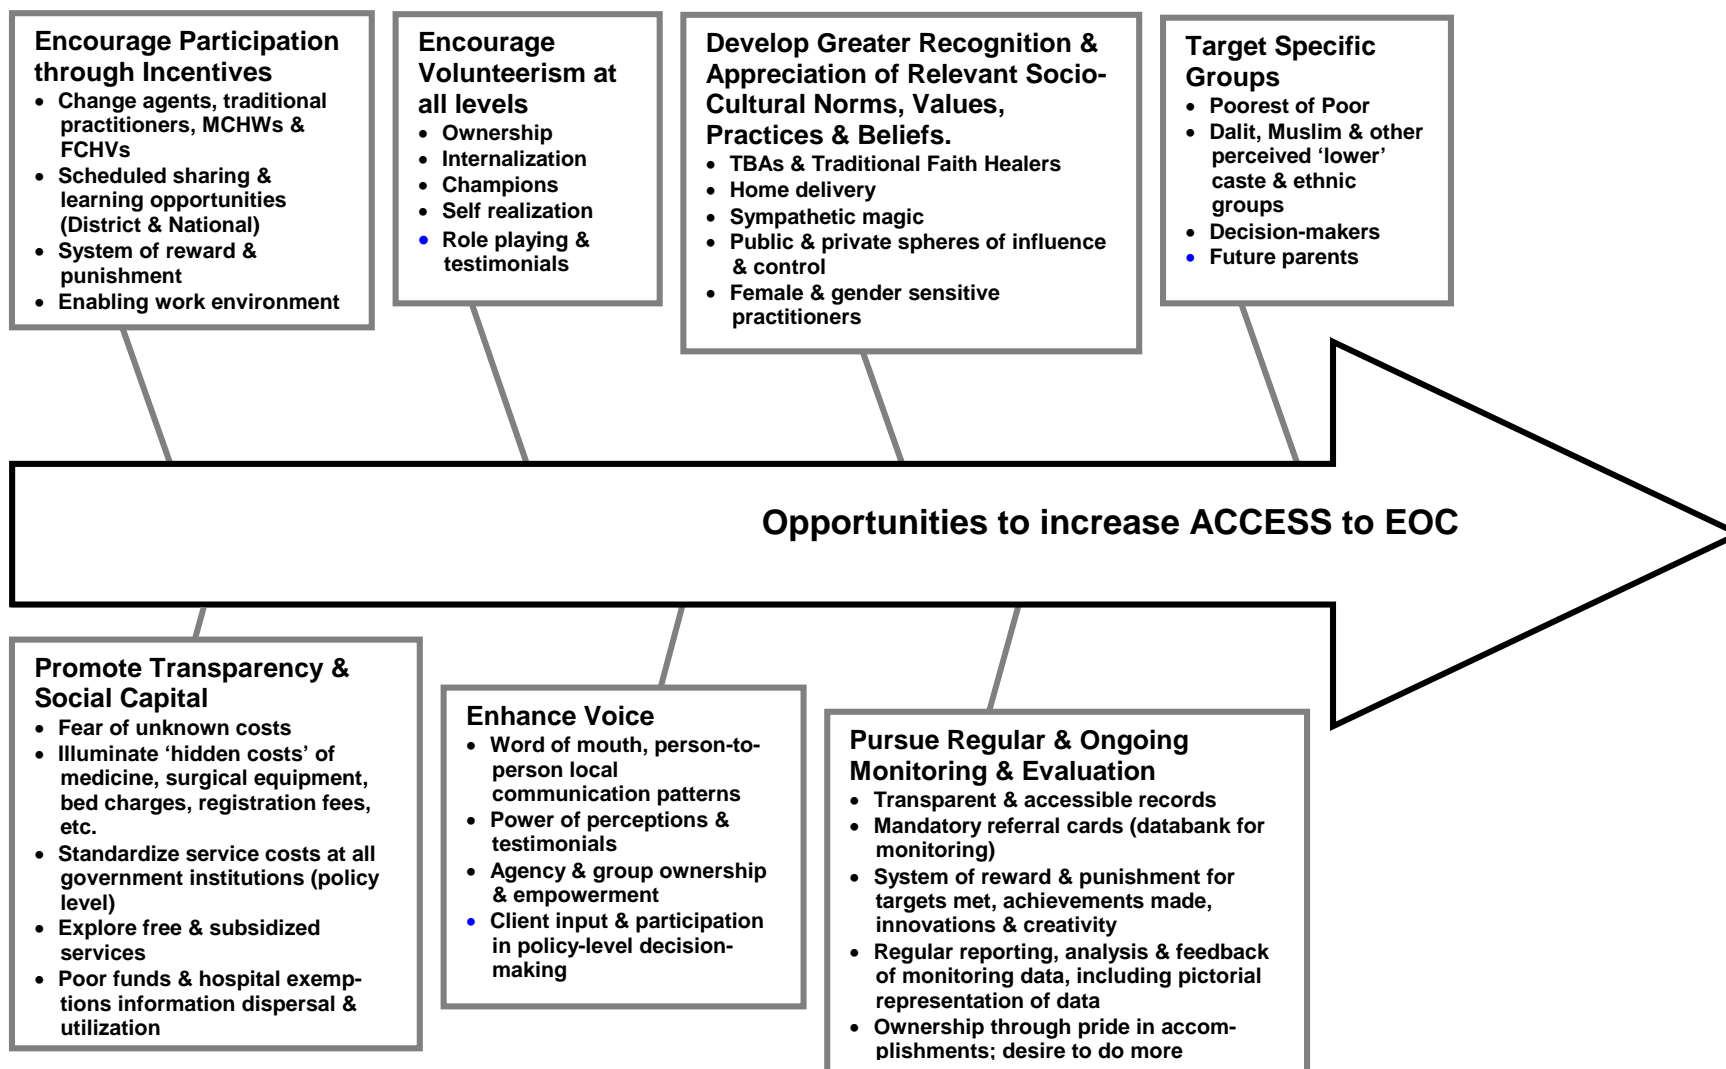 Encourage Participation
through Incentives
• Change agents, traditional
practitioners, MCHWs &
FCHVs
• Scheduled sharing &
learning opportunities
(District & National)
• System of reward &
punishment
• Enabling work environment
Encourage
Volunteerism at
all levels
• Ownership
• Internalization
• Champions
• Self realization
• Role playing &
testimonials
Develop Greater Recognition &
Appreciation of Relevant Socio-
Cultural Norms, Values,
Practices & Beliefs.
• TBAs & Traditional Faith Healers
• Home delivery
• Sympathetic magic
• Public & private spheres of influence
& control
• Female & gender sensitive
practitioners
Target Specific
Groups
• Poorest of Poor
• Dalit, Muslim & other
perceived ‘lower’
caste & ethnic
groups
• Decision-makers
• Future parents
Opportunities to increase ACCESS to EOC
Promote Transparency &
Social Capital
• Fear of unknown costs
• Illuminate ‘hidden costs’ of
medicine, surgical equipment,
bed charges, registration fees,
etc.
• Standardize service costs at all
government institutions (policy
level)
• Explore free & subsidized
services
• Poor funds & hospital exemp-
tions information dispersal &
utilization
Enhance Voice
• Word of mouth, person-to-
person local
communication patterns
• Power of perceptions &
testimonials
• Agency & group ownership
& empowerment
• Client input & participation
in policy-level decision-
making
Pursue Regular & Ongoing
Monitoring & Evaluation
• Transparent & accessible records
• Mandatory referral cards (databank for
monitoring)
• System of reward & punishment for
targets met, achievements made,
innovations & creativity
• Regular reporting, analysis & feedback
of monitoring data, including pictorial
representation of data
• Ownership through pride in accom-
plishments; desire to do more